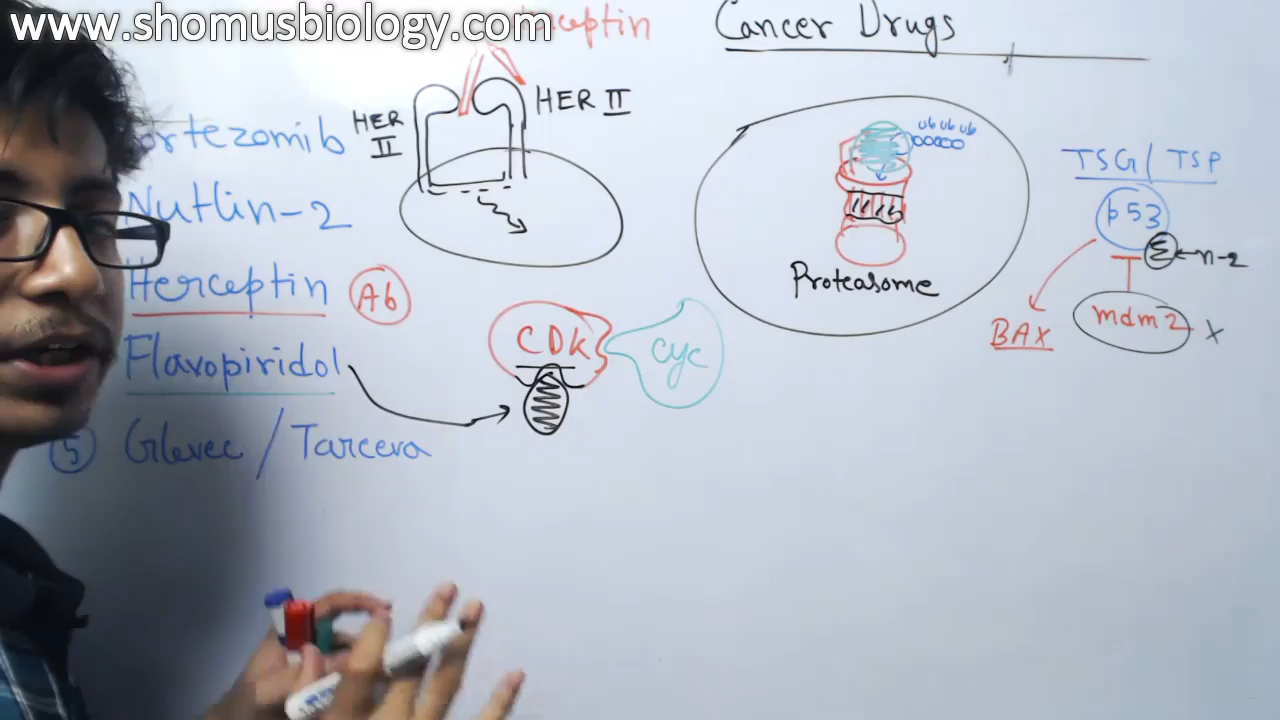 www.shomusbiology.com
Cancer Drugs
ortezomib
HER
II
HER II
ub ub ub
TSG/ TSP
p53
n-2
Nutlin-2
Proteasome
mdm2 x
BAX
Herceptin Ab
CDK
cyc
Flavopiridol
5 Glevec / Tarceva